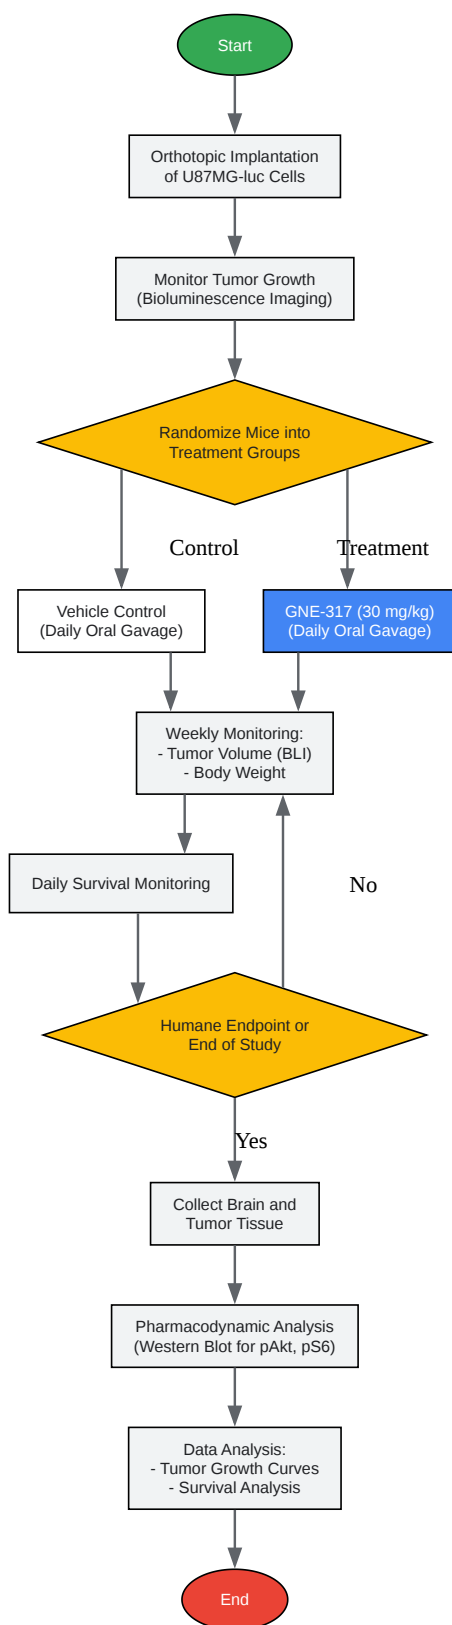 Start
Orthotopic Implantation
of U87MG-luc Cells
Monitor Tumor Growth
(Bioluminescence Imaging)
Randomize Mice into
Treatment Groups
Control
Treatment
Vehicle Control
(Daily Oral Gavage)
GNE-317 (30 mg/kg)
(Daily Oral Gavage)
Weekly Monitoring:
- Tumor Volume (BLI)
- Body Weight
Daily Survival Monitoring
No
Humane Endpoint or
End of Study
Yes
Collect Brain and
Tumor Tissue
Pharmacodynamic Analysis
(Western Blot for pAkt, pS6)
Data Analysis:
- Tumor Growth Curves
- Survival Analysis
End